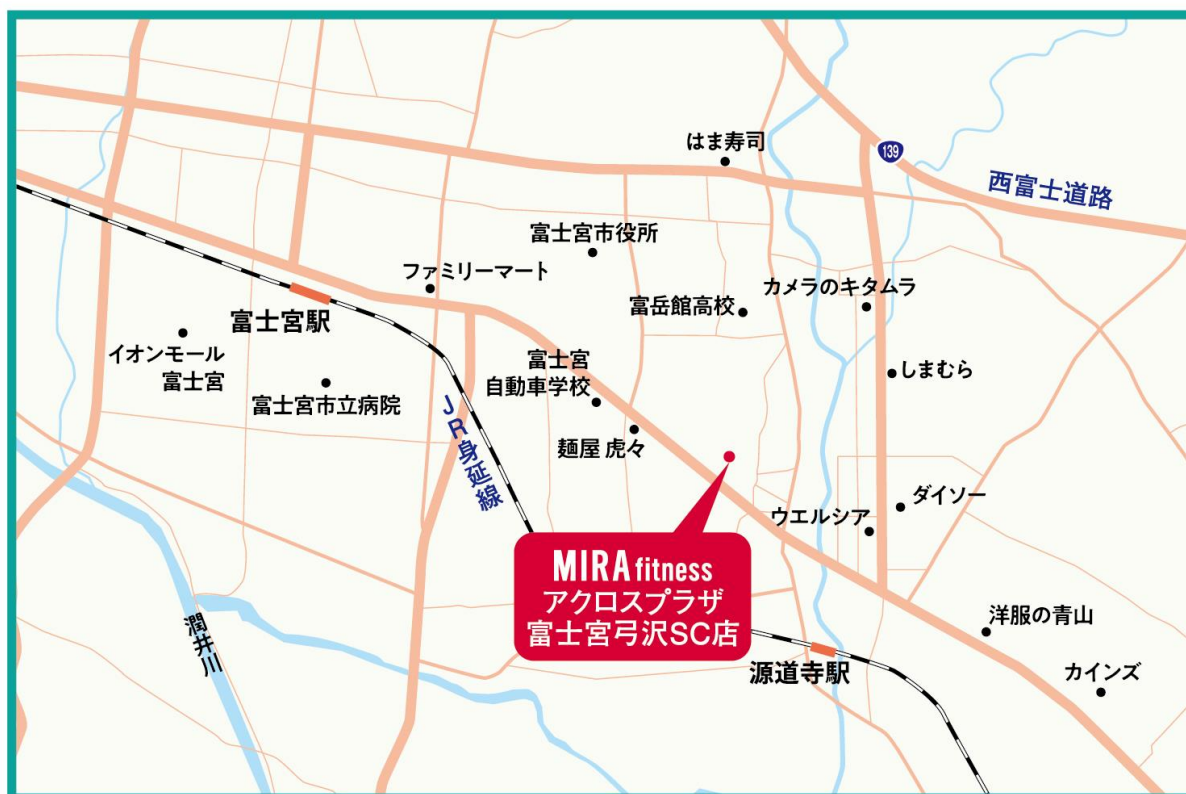 はま寿司
139
西富士道路
富士宮市役所
ファミリーマート
カメラのキタムラ
富岳館高校
富士宮駅
イオンモール
富士宮
富士宮
自動車学校
しまむら
富士宮市立病院
JR身延線
麺屋 虎々
ダイソー
ウエルシア
MIRA fitness
アクロスプラザ
富士宮弓沢SC店
潤井川
洋服の青山
源道寺駅
カインズ